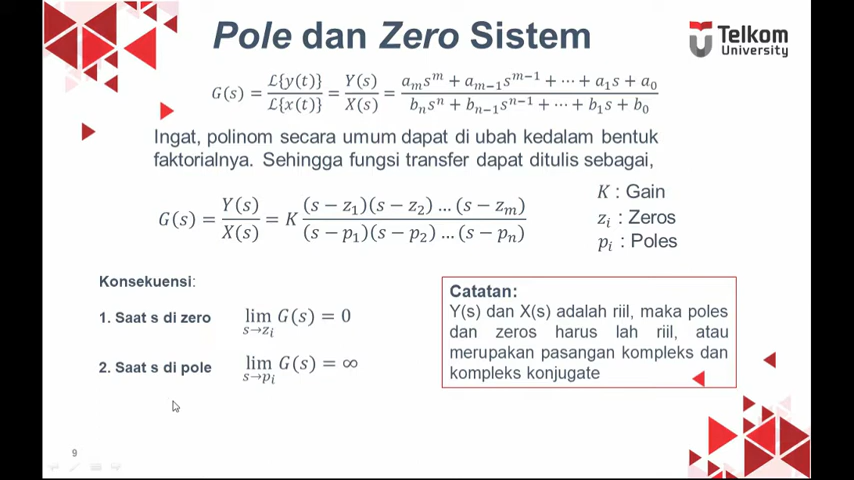 Pole dan Zero Sistem
Telkom
University
G(s) = ℒ{y(t)}/ℒ{x(t)} = Y(s)/X(s) = (a_m s^m + a_{m−1} s^{m−1} + ⋯ + a_1 s + a_0)/(b_n s^n + b_{n−1} s^{n−1} + ⋯ + b_1 s + b_0)
Ingat, polinom secara umum dapat di ubah kedalam bentuk
faktorialnya. Sehingga fungsi transfer dapat ditulis sebagai,
G(s) = Y(s)/X(s) = K (s − z_1)(s − z_2) … (s − z_m)/(s − p_1)(s − p_2) … (s − p_n)
K : Gain
z_i : Zeros
p_i : Poles
Konsekuensi:
1. Saat s di zero lim_{s→z_i} G(s) = 0
2. Saat s di pole lim_{s→p_i} G(s) = ∞
Catatan:
Y(s) dan X(s) adalah riil, maka poles
dan zeros harus lah riil, atau
merupakan pasangan kompleks dan
kompleks konjugate
9